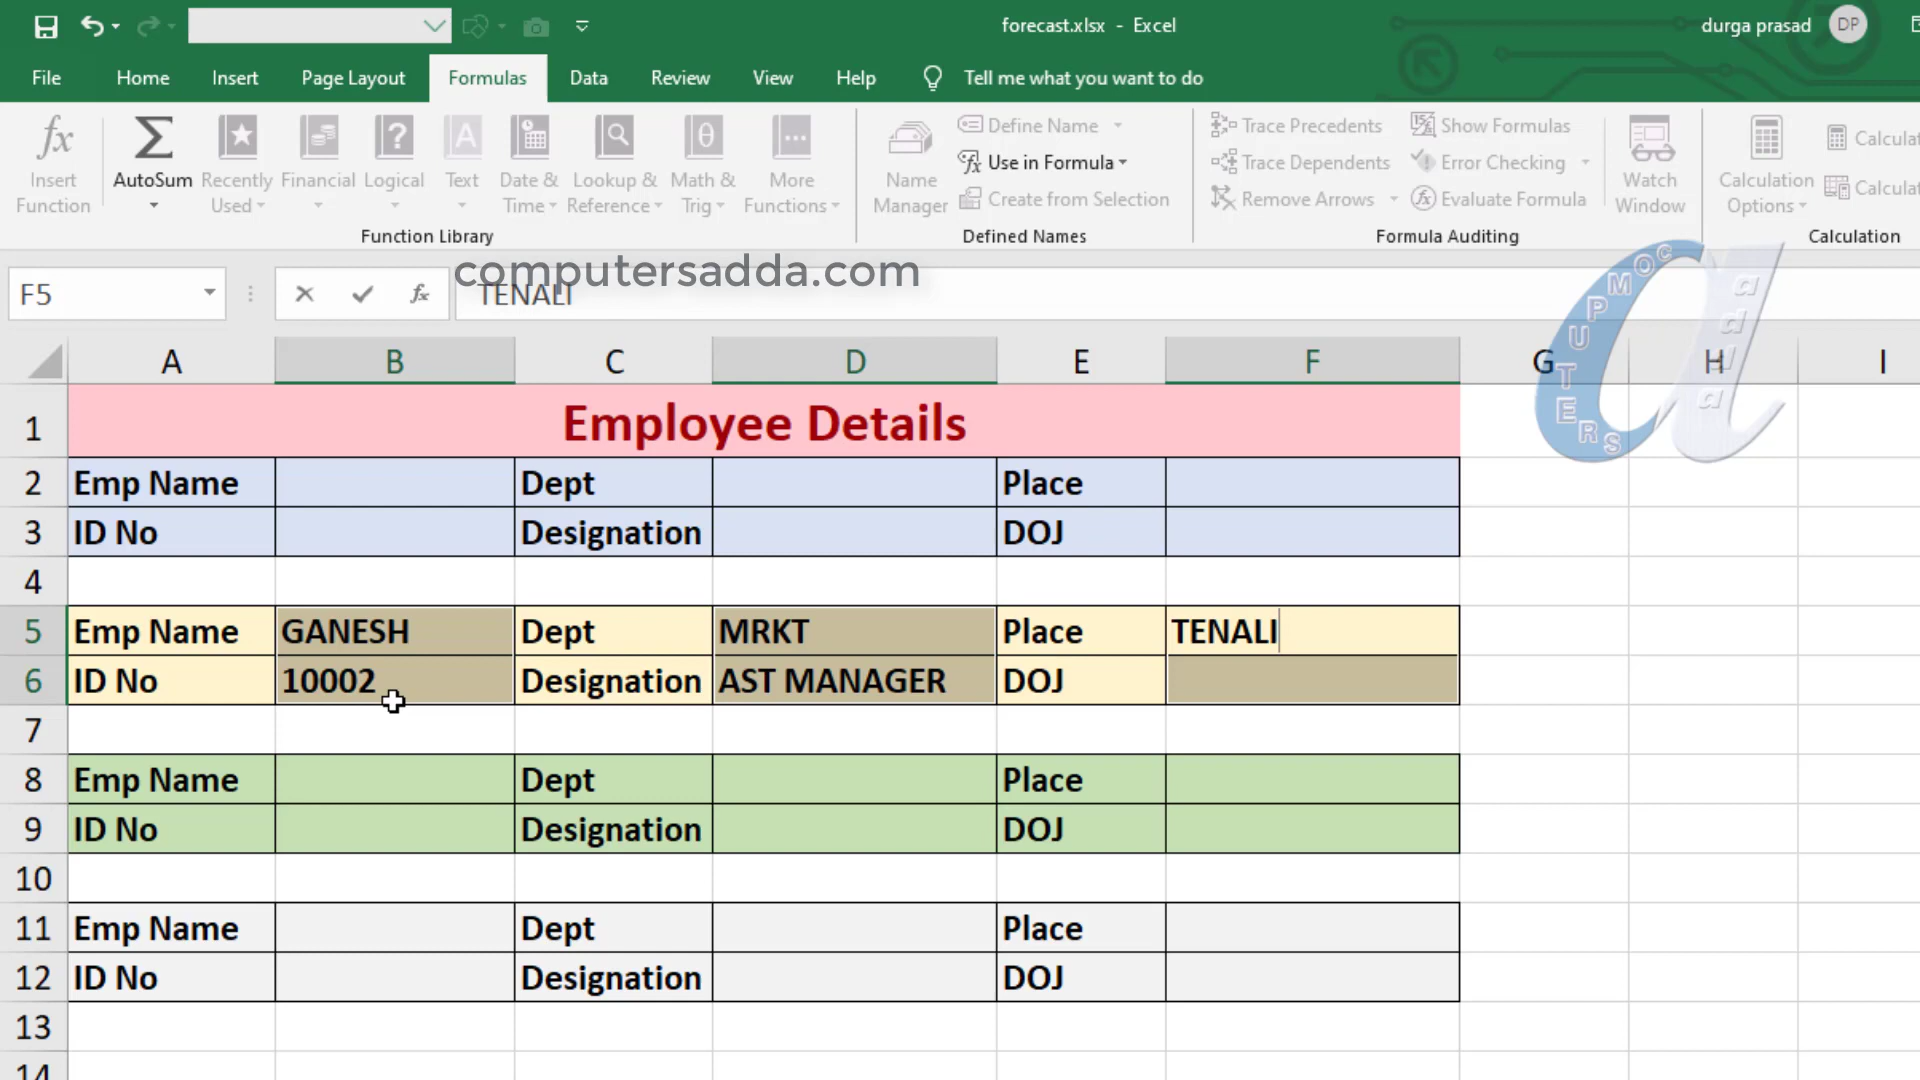 forecast.xlsx - Excel
durga prasad DP
File Home Insert Page Layout Formulas Data Review View Help Tell me what you want to do
Insert Function
AutoSum
Recently Used
Financial
Logical
Text
Date & Time
Lookup & Reference
Math & Trig
More Functions
Function Library
Name Manager
Define Name
Use in Formula
Create from Selection
Defined Names
Trace Precedents
Trace Dependents
Remove Arrows
Show Formulas
Error Checking
Evaluate Formula
Formula Auditing
Watch Window
Calculation Options
Calcula
Calcula
Calculation
computersadda.com
F5 fx TENALI
COMPUTERS
adda
A B C D E F G H I
1 Employee Details
2 Emp Name Dept Place
3 ID No Designation DOJ
4
5 Emp Name GANESH Dept MRKT Place TENALI
6 ID No 10002 Designation AST MANAGER DOJ
7
8 Emp Name Dept Place
9 ID No Designation DOJ
10
11 Emp Name Dept Place
12 ID No Designation DOJ
13
14